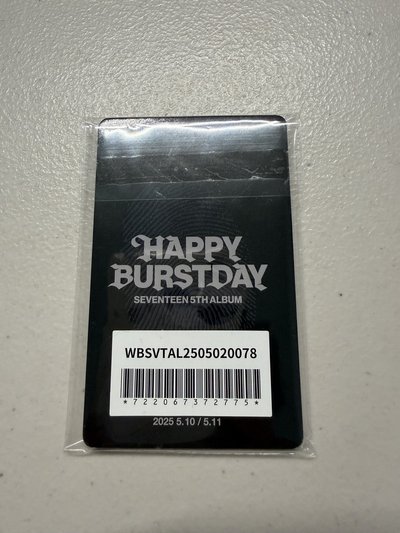 HAPPY
BURSTDAY
SEVENTEEN 5TH ALBUM
WBSVTAL2505020078
*722067372775*
2025 5.10 / 5.11